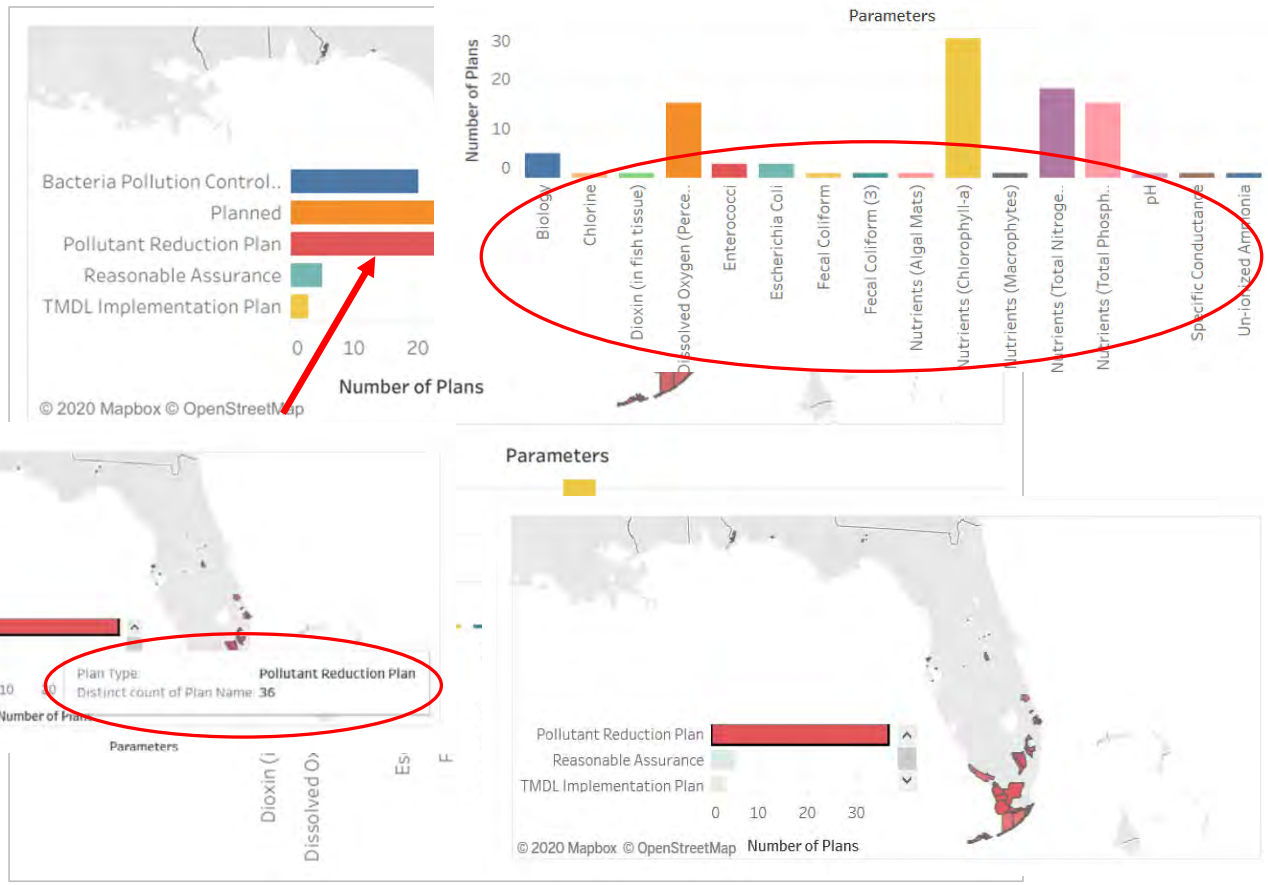 Parameters
Number of Plans
30
20
10
0
Biology
Chlorine
Dioxin (in fish tissue)
Dissolved Oxygen (Perce..
Enterococci
Escherichia Coli
Fecal Coliform
Fecal Coliform (3)
Nutrients (Algal Mats)
Nutrients (Chlorophyll-a)
Nutrients (Macrophytes)
Nutrients (Total Nitroge..
Nutrients (Total Phosph..
pH
Specific Conductance
Un-ionized Ammonia
Bacteria Pollution Control..
Planned
Pollutant Reduction Plan
Reasonable Assurance
TMDL Implementation Plan
0 10 20
Number of Plans
© 2020 Mapbox © OpenStreetMap
Parameters
Plan Type: Pollutant Reduction Plan
Distinct count of Plan Name: 36
10 20
Number of Plans
Parameters
Dioxin (i
Dissolved O
Es
F
Pollutant Reduction Plan
Reasonable Assurance
TMDL Implementation Plan
0 10 20 30
© 2020 Mapbox © OpenStreetMap Number of Plans